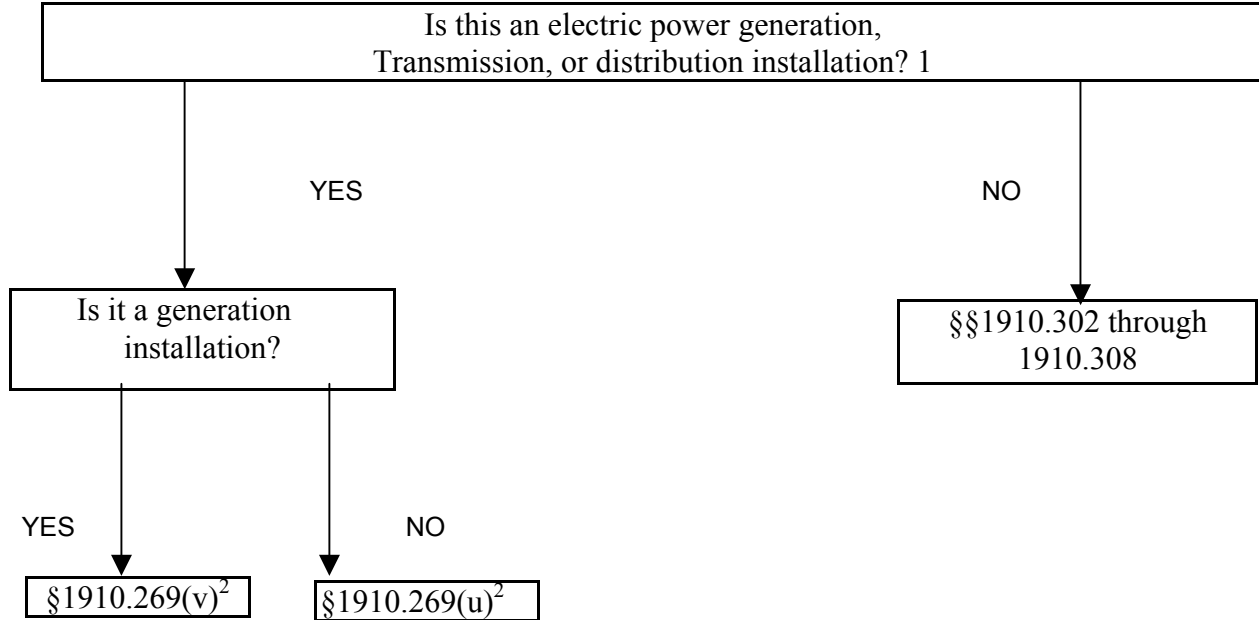 Is this an electric power generation,
Transmission, or distribution installation? 1
YES
NO
Is it a generation
installation?
§§1910.302 through
1910.308
YES
NO
§1910.269(v)²
§1910.269(u)²